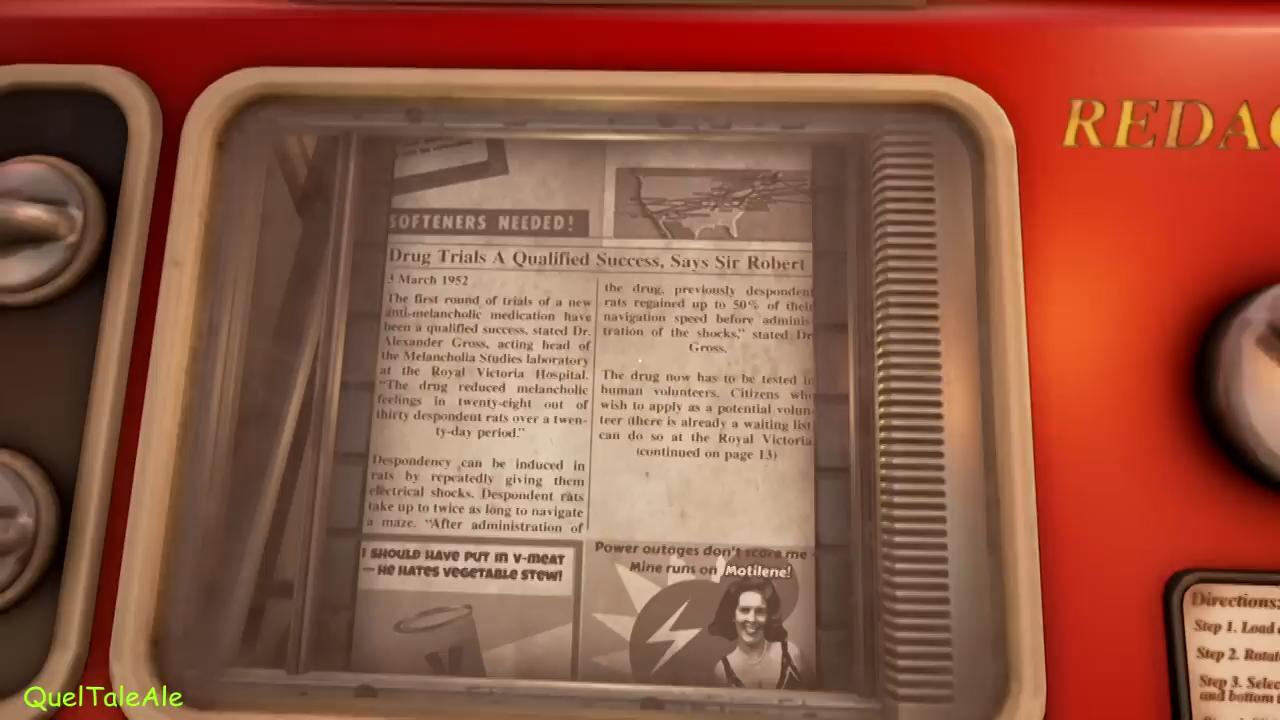 REDAC
SOFTENERS NEEDED!
Drug Trials A Qualified Success, Says Sir Robert
3 March 1952
The first round of trials of a new
anti-melancholic medication have
been a qualified success, stated Dr.
Alexander Gross, acting head of
the Melancholia Studies laboratory
at the Royal Victoria Hospital.
"The drug reduced melancholic
feelings in twenty-eight out of
thirty despondent rats over a twen-
ty-day period."
Despondency can be induced in
rats by repeatedly giving them
electrical shocks. Despondent rats
take up to twice as long to navigate
a maze. "After administration of
the drug, previously despondent
rats regained up to 50% of their
navigation speed before adminis-
tration of the shocks," stated Dr
Gross.
The drug now has to be tested in
human volunteers. Citizens who
wish to apply as a potential volun-
teer (there is already a waiting list)
can do so at the Royal Victoria
(continued on page 13)
I SHOULD HAVE PUT IN V-MEAT
— HE HATES VEGETABLE STEW!
Power outages don't scare me -
Mine runs on Motilene!
V
Directions:
Step 1. Load
Step 2. Rotat
Step 3. Selec
and bottom
QuelTaleAle